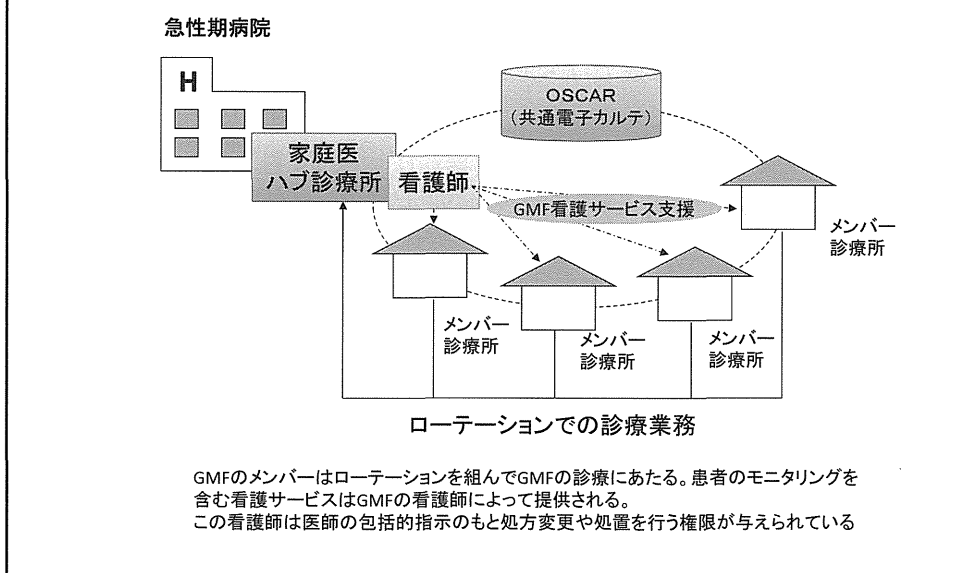 急性期病院
H
OSCAR
(共通電子カルテ)
家庭医
ハブ診療所
看護師
GMF看護サービス支援
メンバー
診療所
メンバー
診療所
メンバー
診療所
メンバー
診療所
ローテーションでの診療業務
GMFのメンバーはローテーションを組んでGMFの診療にあたる。患者のモニタリングを
含む看護サービスはGMFの看護師によって提供される。
この看護師は医師の包括的指示のもと処方変更や処置を行う権限が与えられている